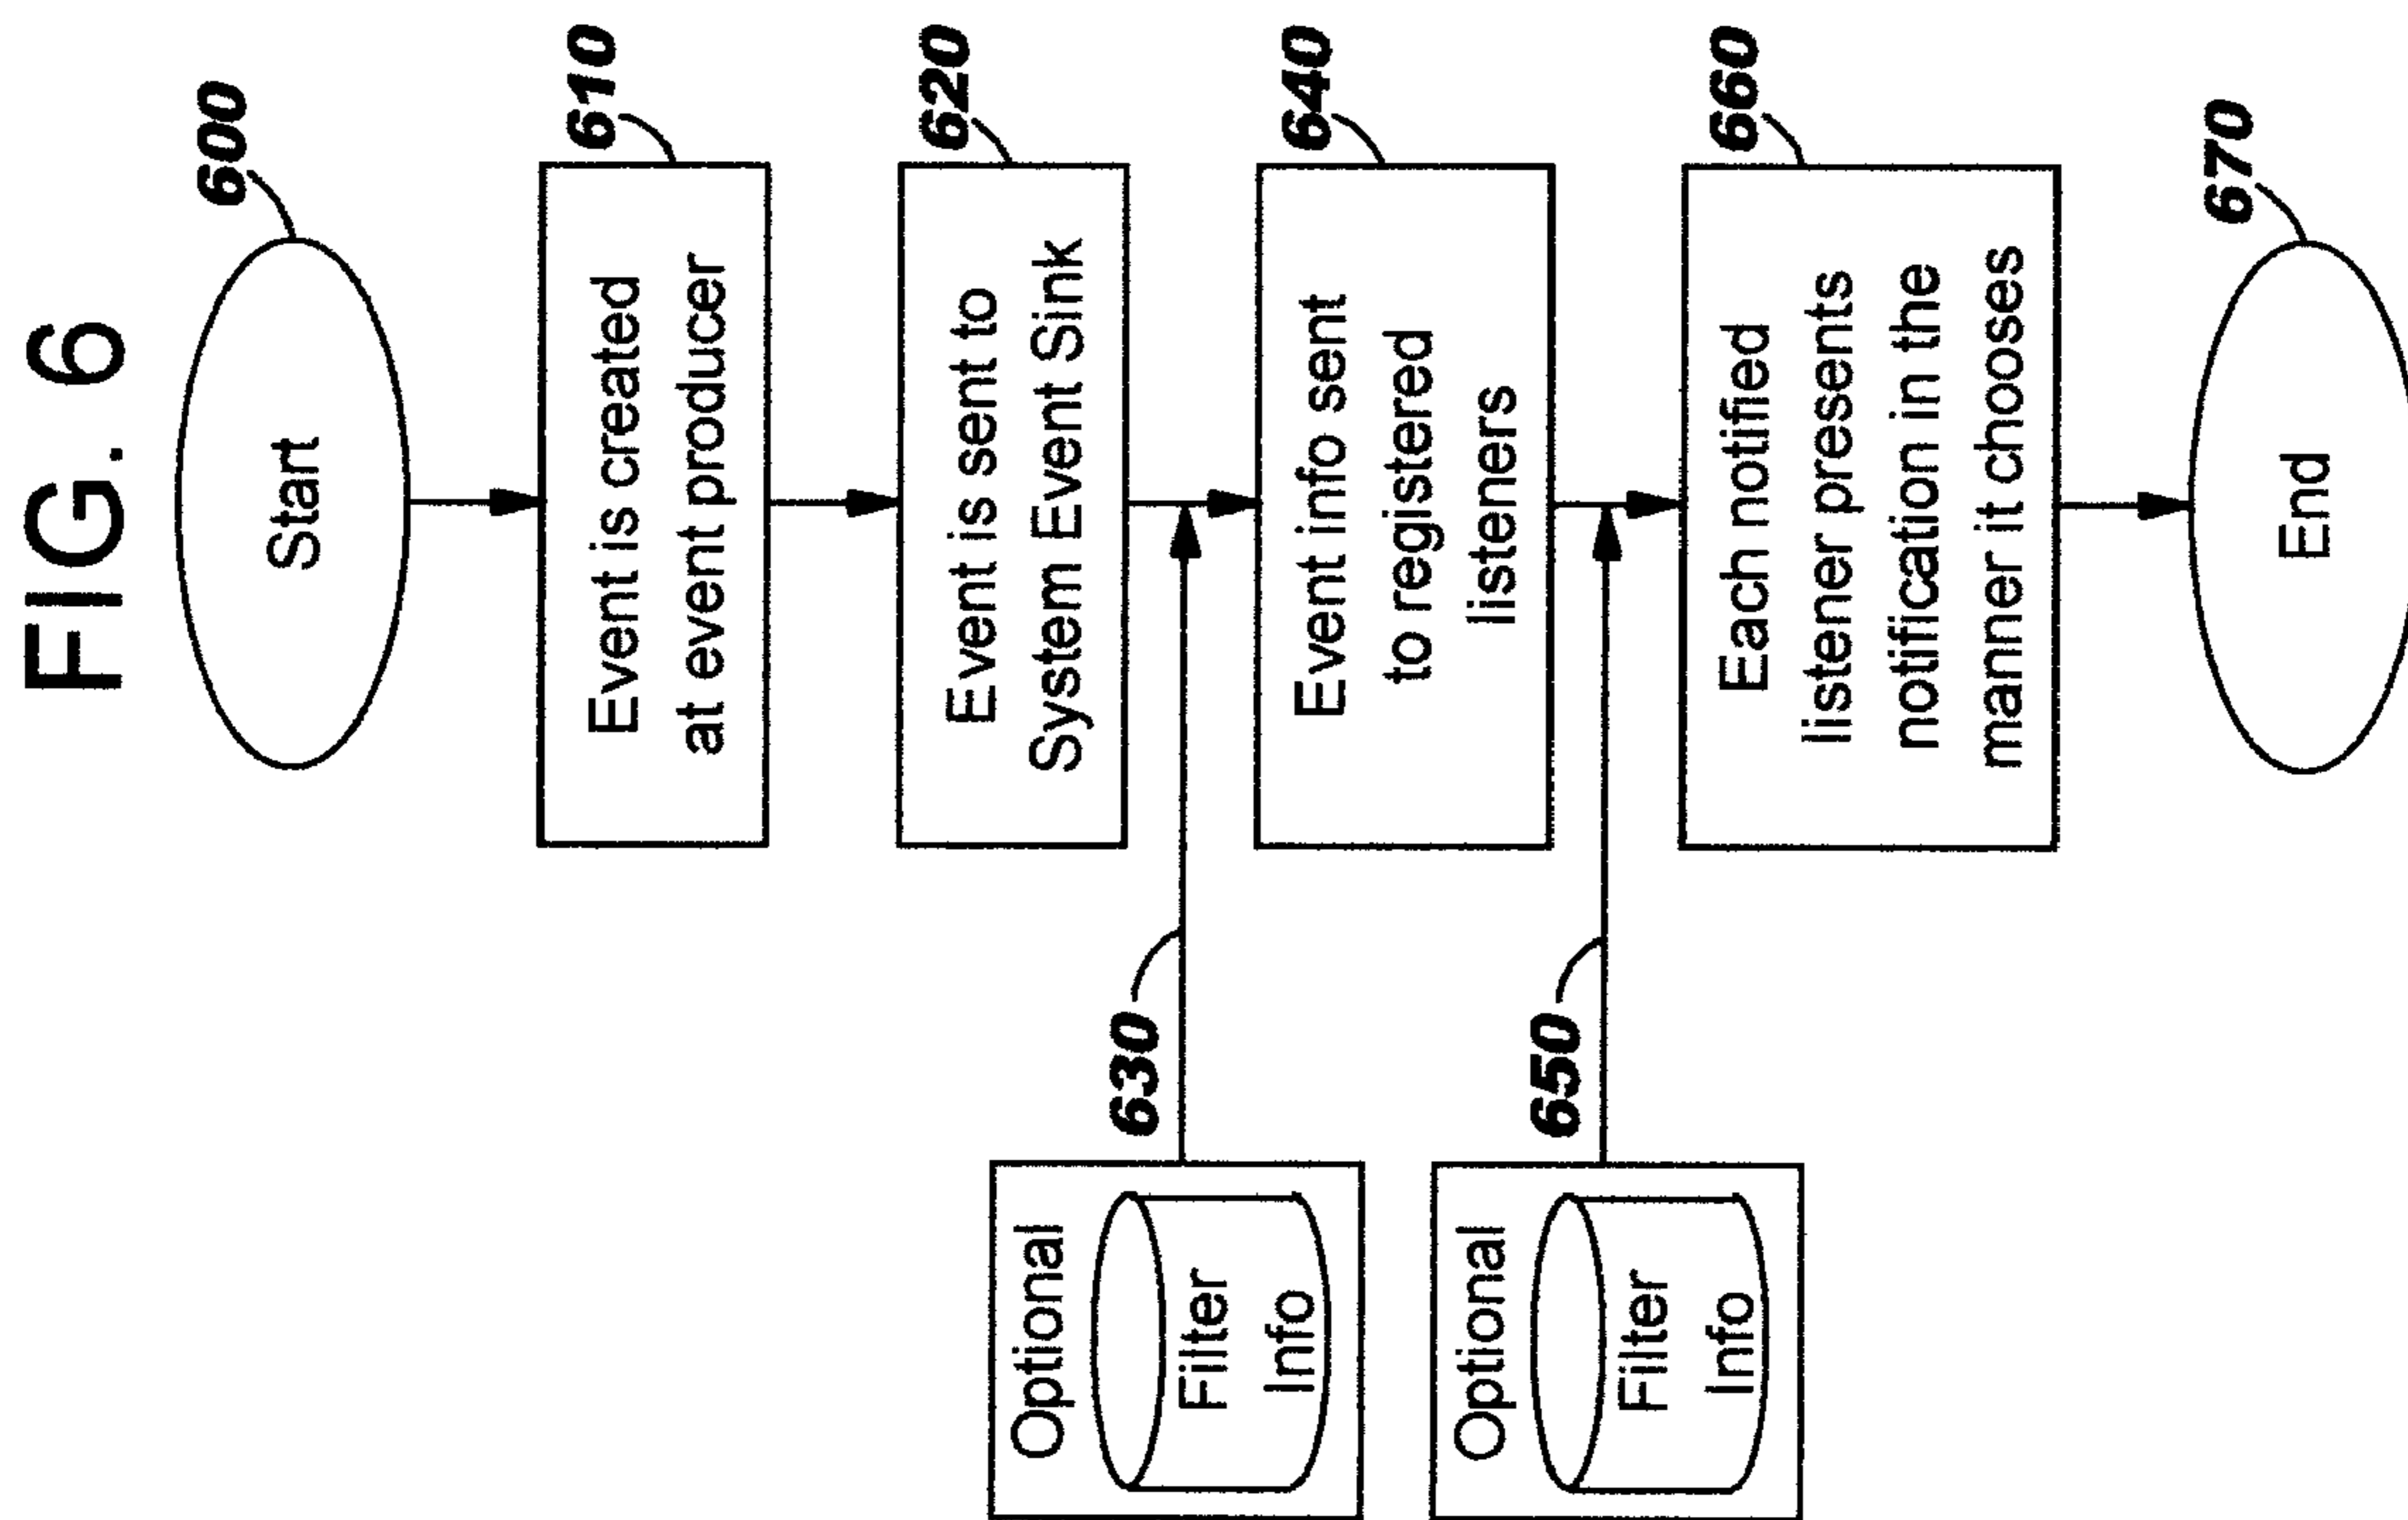 FIG. 6
600
Start
610
Event is created
at event producer
620
Event is sent to
System Event Sink
630
Optional
Filter
Info
640
Event info sent
to registered
listeners
650
Optional
Filter
Info
660
Each notified
listener presents
notification in the
manner it chooses
670
End